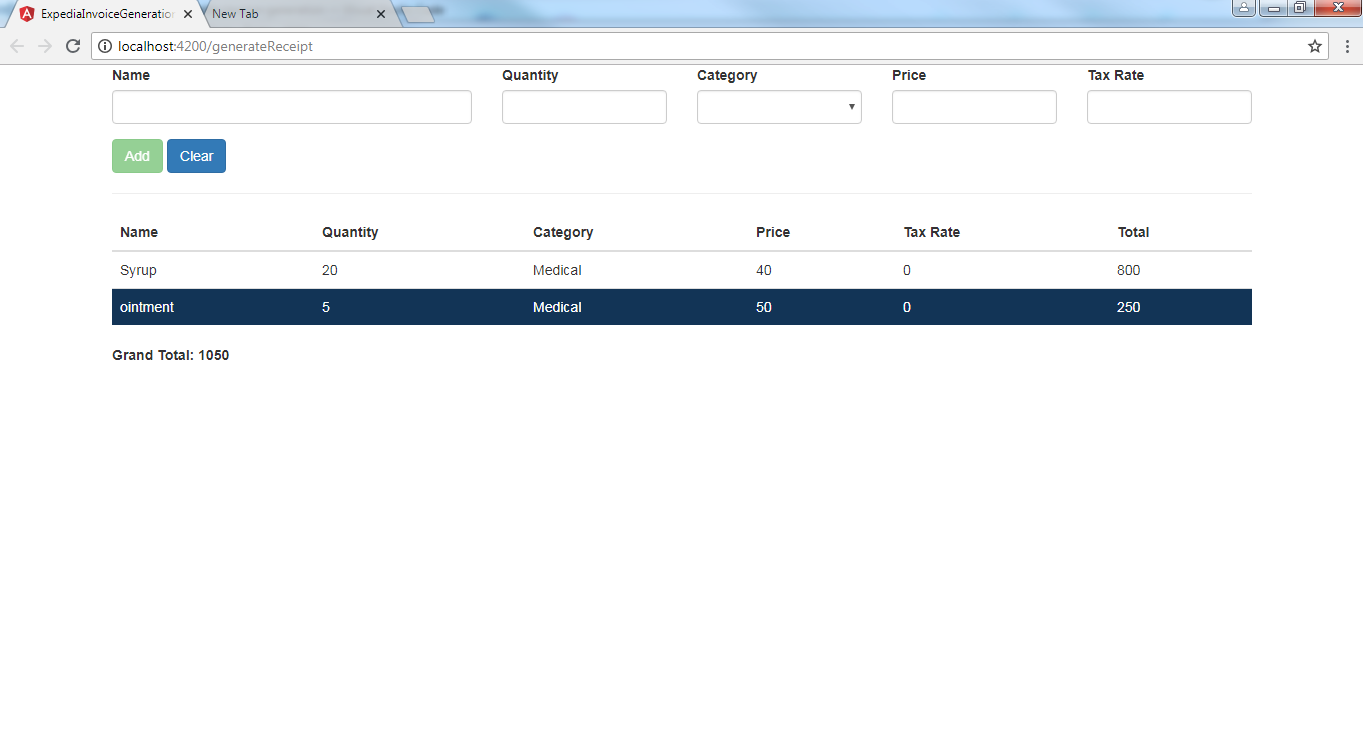 ExpediaInvoiceGeneration New Tab
localhost:4200/generateReceipt
Name Quantity Category Price Tax Rate
Add Clear
Name Quantity Category Price Tax Rate Total
Syrup 20 Medical 40 0 800
ointment 5 Medical 50 0 250
Grand Total: 1050